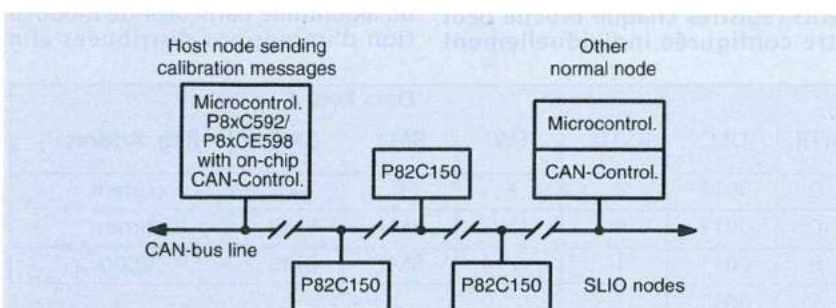 Host node sending
calibration messages
Other
normal node
Microcontrol.
P8xC592/
P8xCE598
with on-chip
CAN-Control.
P82C150
Microcontrol.
CAN-Control.
CAN-bus line
P82C150
P82C150
SLIO nodes